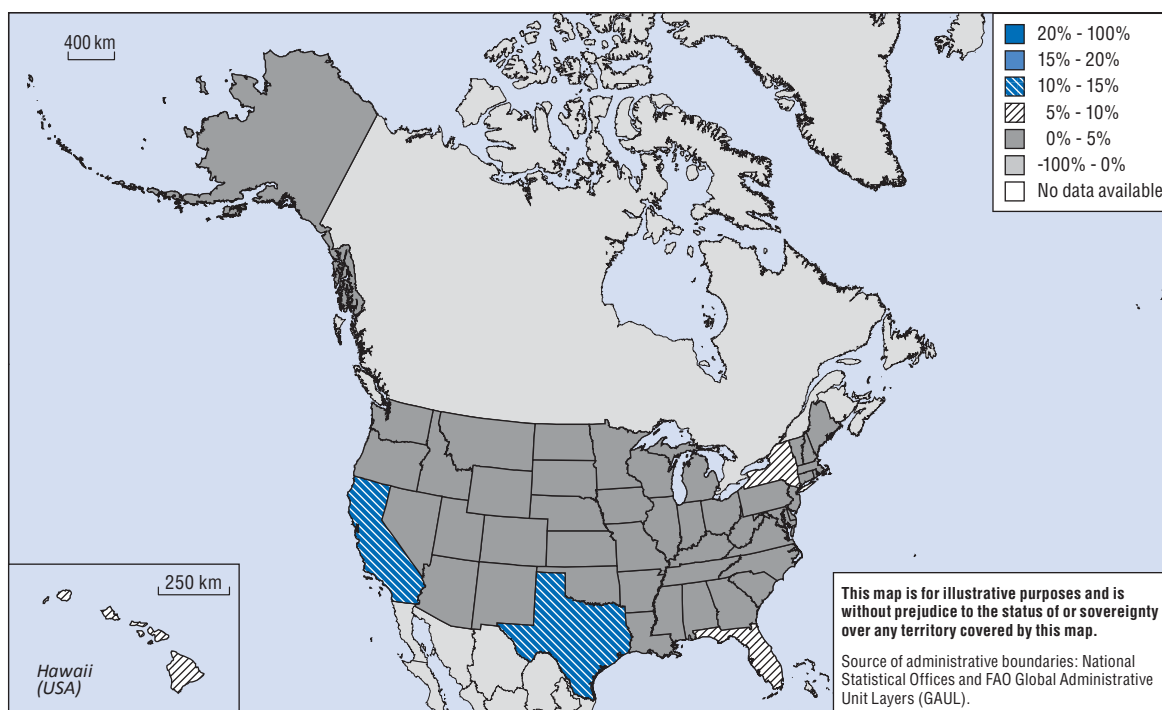 400 km
20% - 100%
15% - 20%
10% - 15%
5% - 10%
0% - 5%
-100% - 0%
No data available
250 km
Hawaii
(USA)
This map is for illustrative purposes and is
without prejudice to the status of or sovereignty
over any territory covered by this map.
Source of administrative boundaries: National
Statistical Offices and FAO Global Administrative
Unit Layers (GAUL).